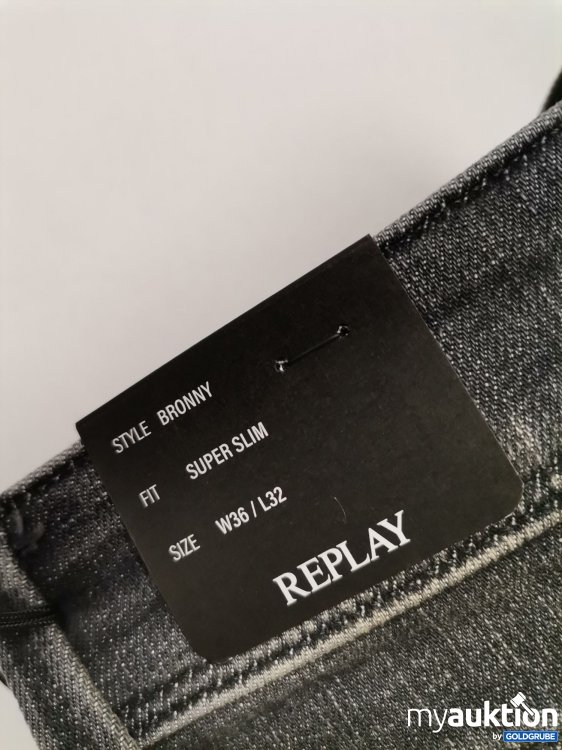 STYLE BRONNY
FIT SUPER SLIM
SIZE W36 / L32
REPLAY
myauktion
by GOLDGRUBE